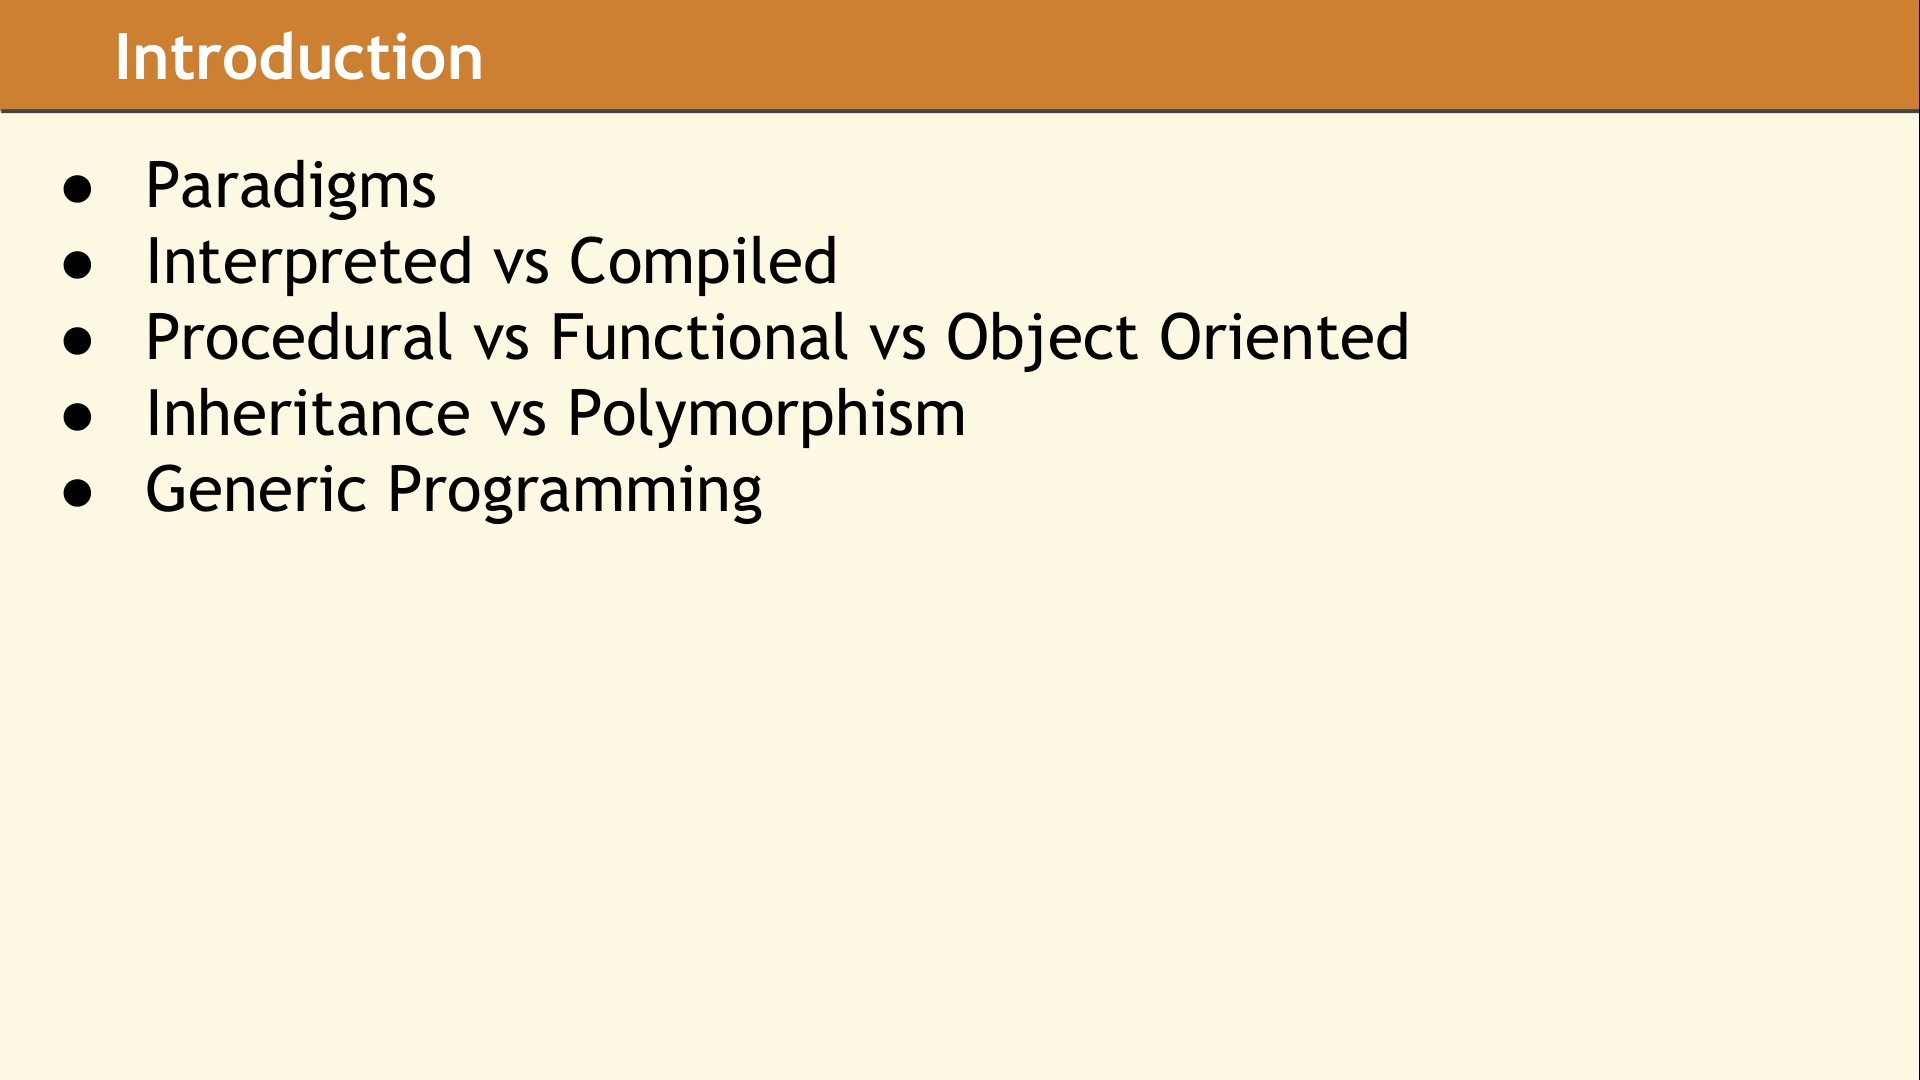 Introduction
● Paradigms
● Interpreted vs Compiled
● Procedural vs Functional vs Object Oriented
● Inheritance vs Polymorphism
● Generic Programming